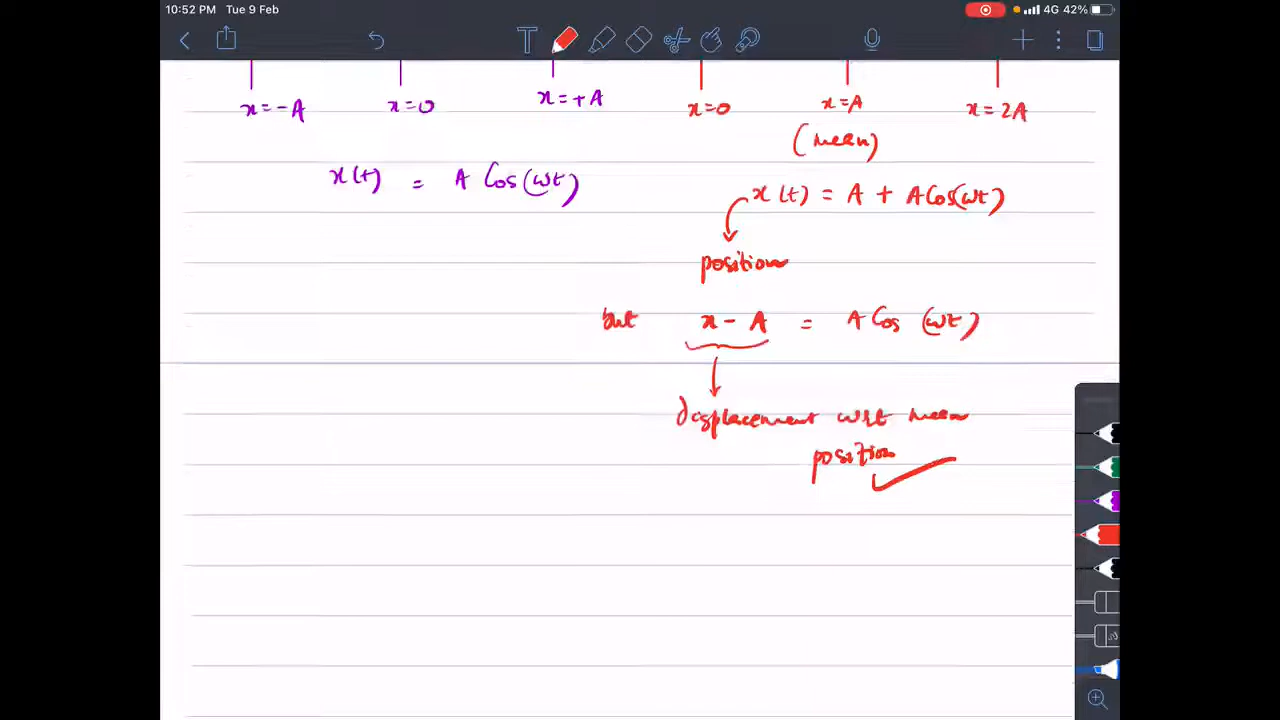 10:52 PM Tue 9 Feb
4G 42%
x=-A x=0 x=+A x=0 x=A x=2A
(mean)
x(t) = A Cos(ωt)
x(t) = A + A Cos(ωt)
position
but x - A = A Cos (ωt)
Displacement wrt mean
position